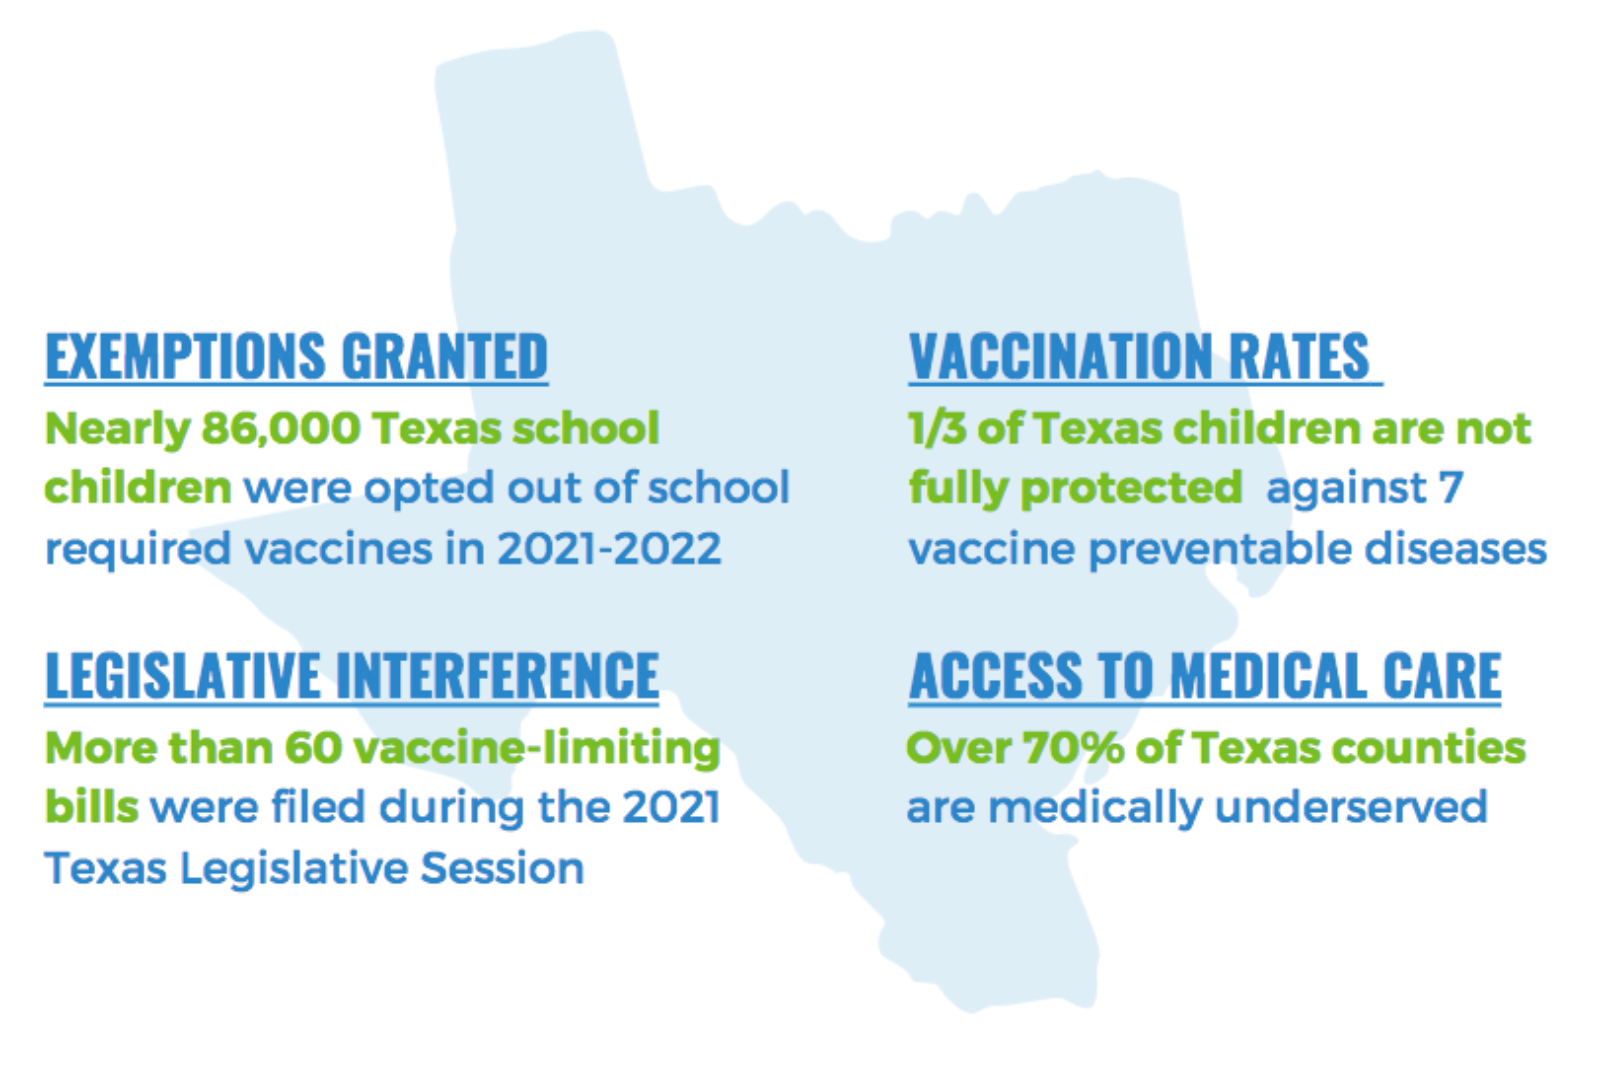 EXEMPTIONS GRANTED
Nearly 86,000 Texas school
children were opted out of school
required vaccines in 2021-2022
LEGISLATIVE INTERFERENCE
More than 60 vaccine-limiting
bills were filed during the 2021
Texas Legislative Session
VACCINATION RATES
1/3 of Texas children are not
fully protected against 7
vaccine preventable diseases
ACCESS TO MEDICAL CARE
Over 70% of Texas counties
are medically underserved